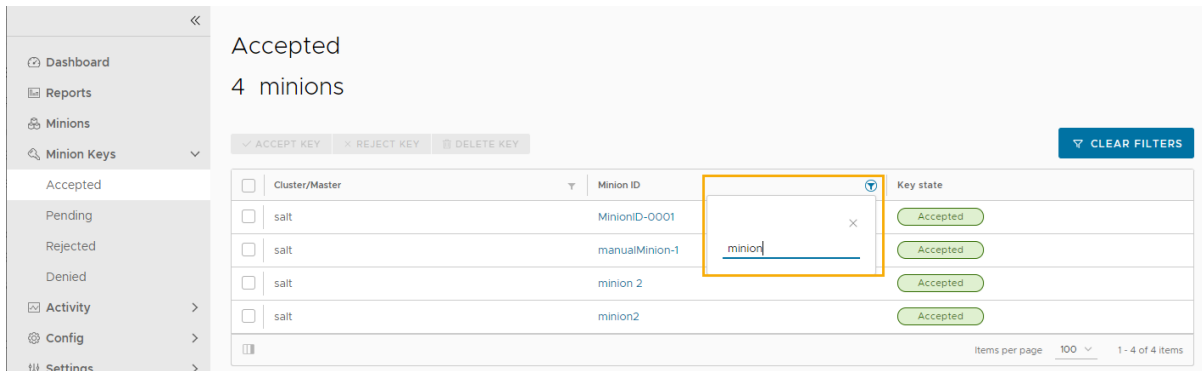 «
Dashboard
Reports
Minions
Minion Keys
Accepted
Pending
Rejected
Denied
Activity
Config
Settings
Accepted
4 minions
ACCEPT KEY REJECT KEY DELETE KEY
CLEAR FILTERS
Cluster/Master Minion ID Key state
salt MinionID-0001 Accepted
salt manualMinion-1 Accepted
minion
salt minion 2 Accepted
salt minion2 Accepted
Items per page 100 1 - 4 of 4 items